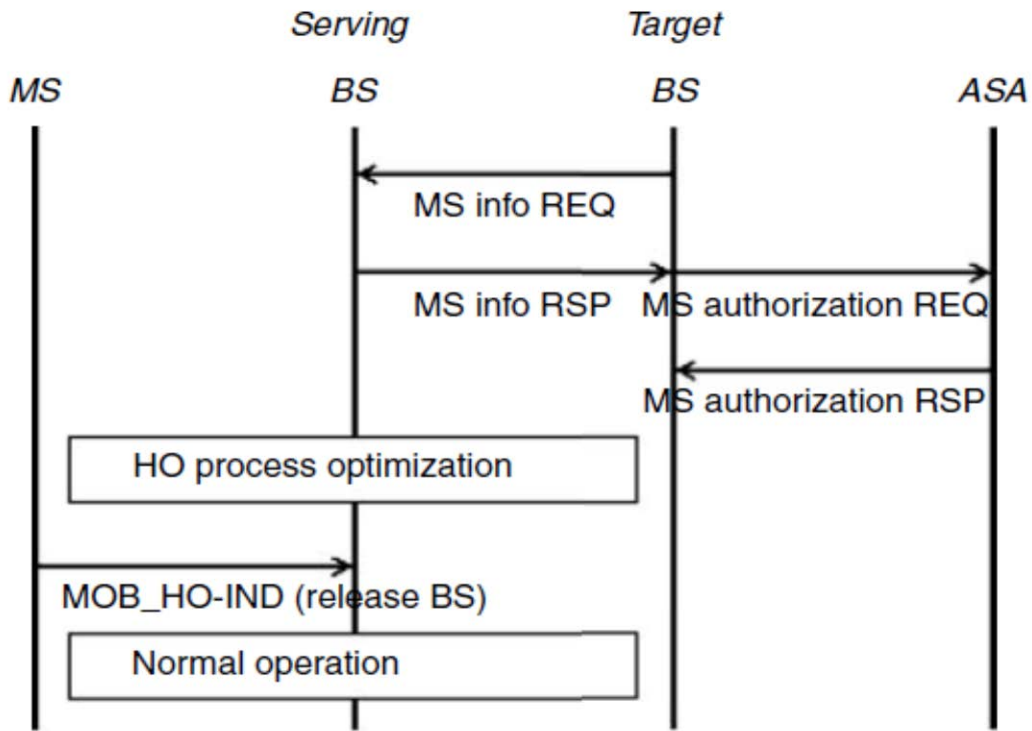 Serving Target
MS BS BS ASA
MS info REQ
MS info RSP MS authorization REQ
MS authorization RSP
HO process optimization
MOB_HO-IND (release BS)
Normal operation